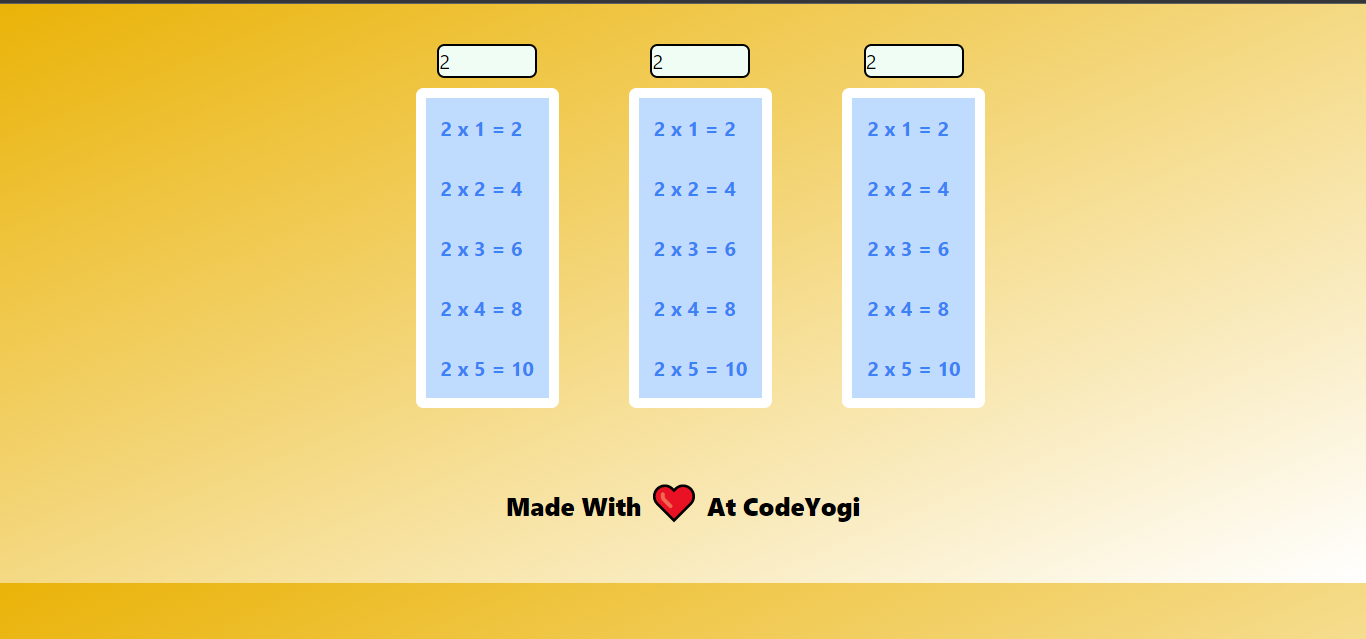 2 2 2
2 x 1 = 2 2 x 1 = 2 2 x 1 = 2
2 x 2 = 4 2 x 2 = 4 2 x 2 = 4
2 x 3 = 6 2 x 3 = 6 2 x 3 = 6
2 x 4 = 8 2 x 4 = 8 2 x 4 = 8
2 x 5 = 10 2 x 5 = 10 2 x 5 = 10
Made With ❤ At CodeYogi